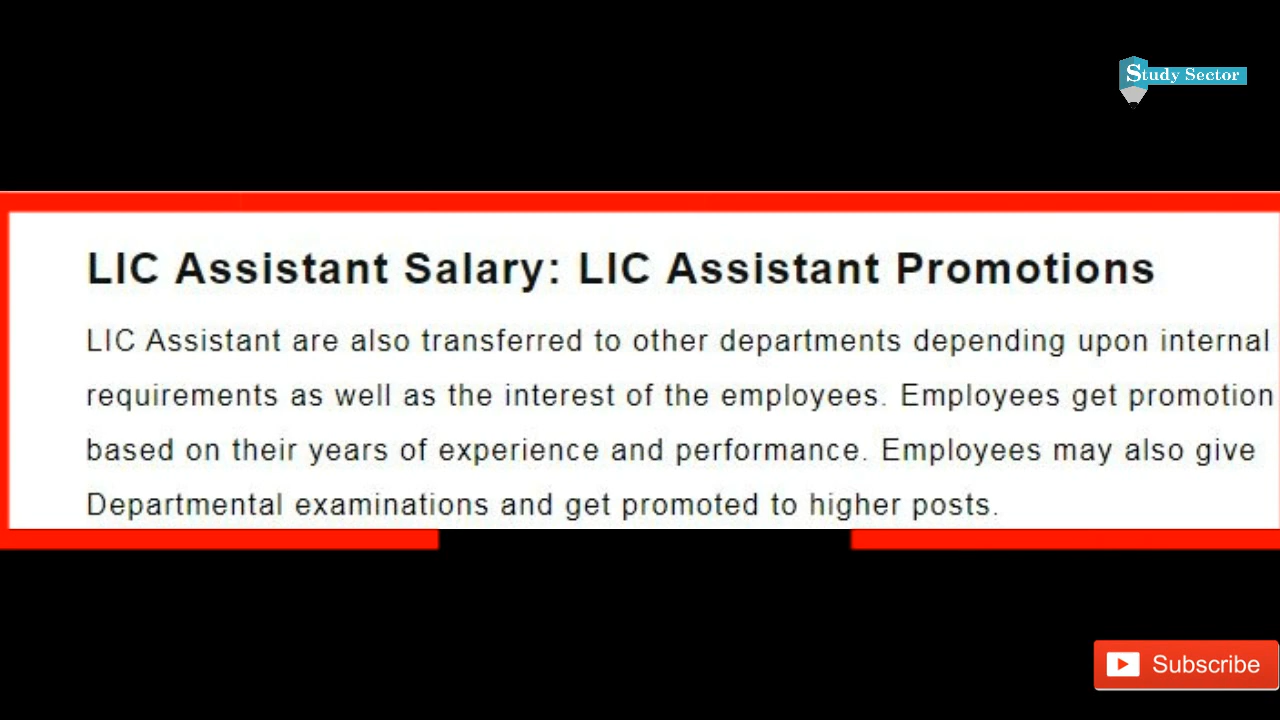 Study Sector
LIC Assistant Salary: LIC Assistant Promotions
LIC Assistant are also transferred to other departments depending upon internal
requirements as well as the interest of the employees. Employees get promotion
based on their years of experience and performance. Employees may also give
Departmental examinations and get promoted to higher posts.
Subscribe